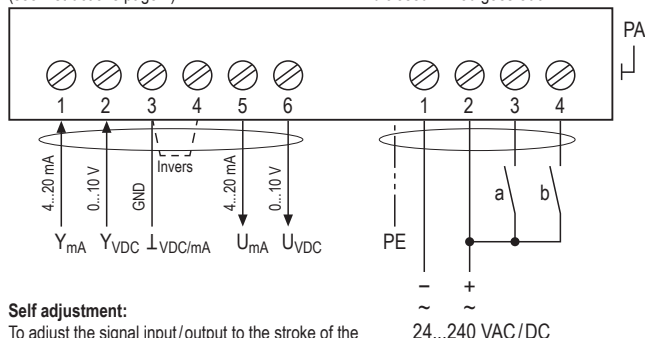 PA
1 2 3 4 5 6 1 2 3 4
Invers
4...20 mA
0...10 V
GND
4...20 mA
0...10 V
a
b
YmA YVDC ⊥VDC/mA UmA UVDC PE
– +
~ ~
Self adjustment:
To adjust the signal input/output to the stroke of the 24...240 VAC/DC